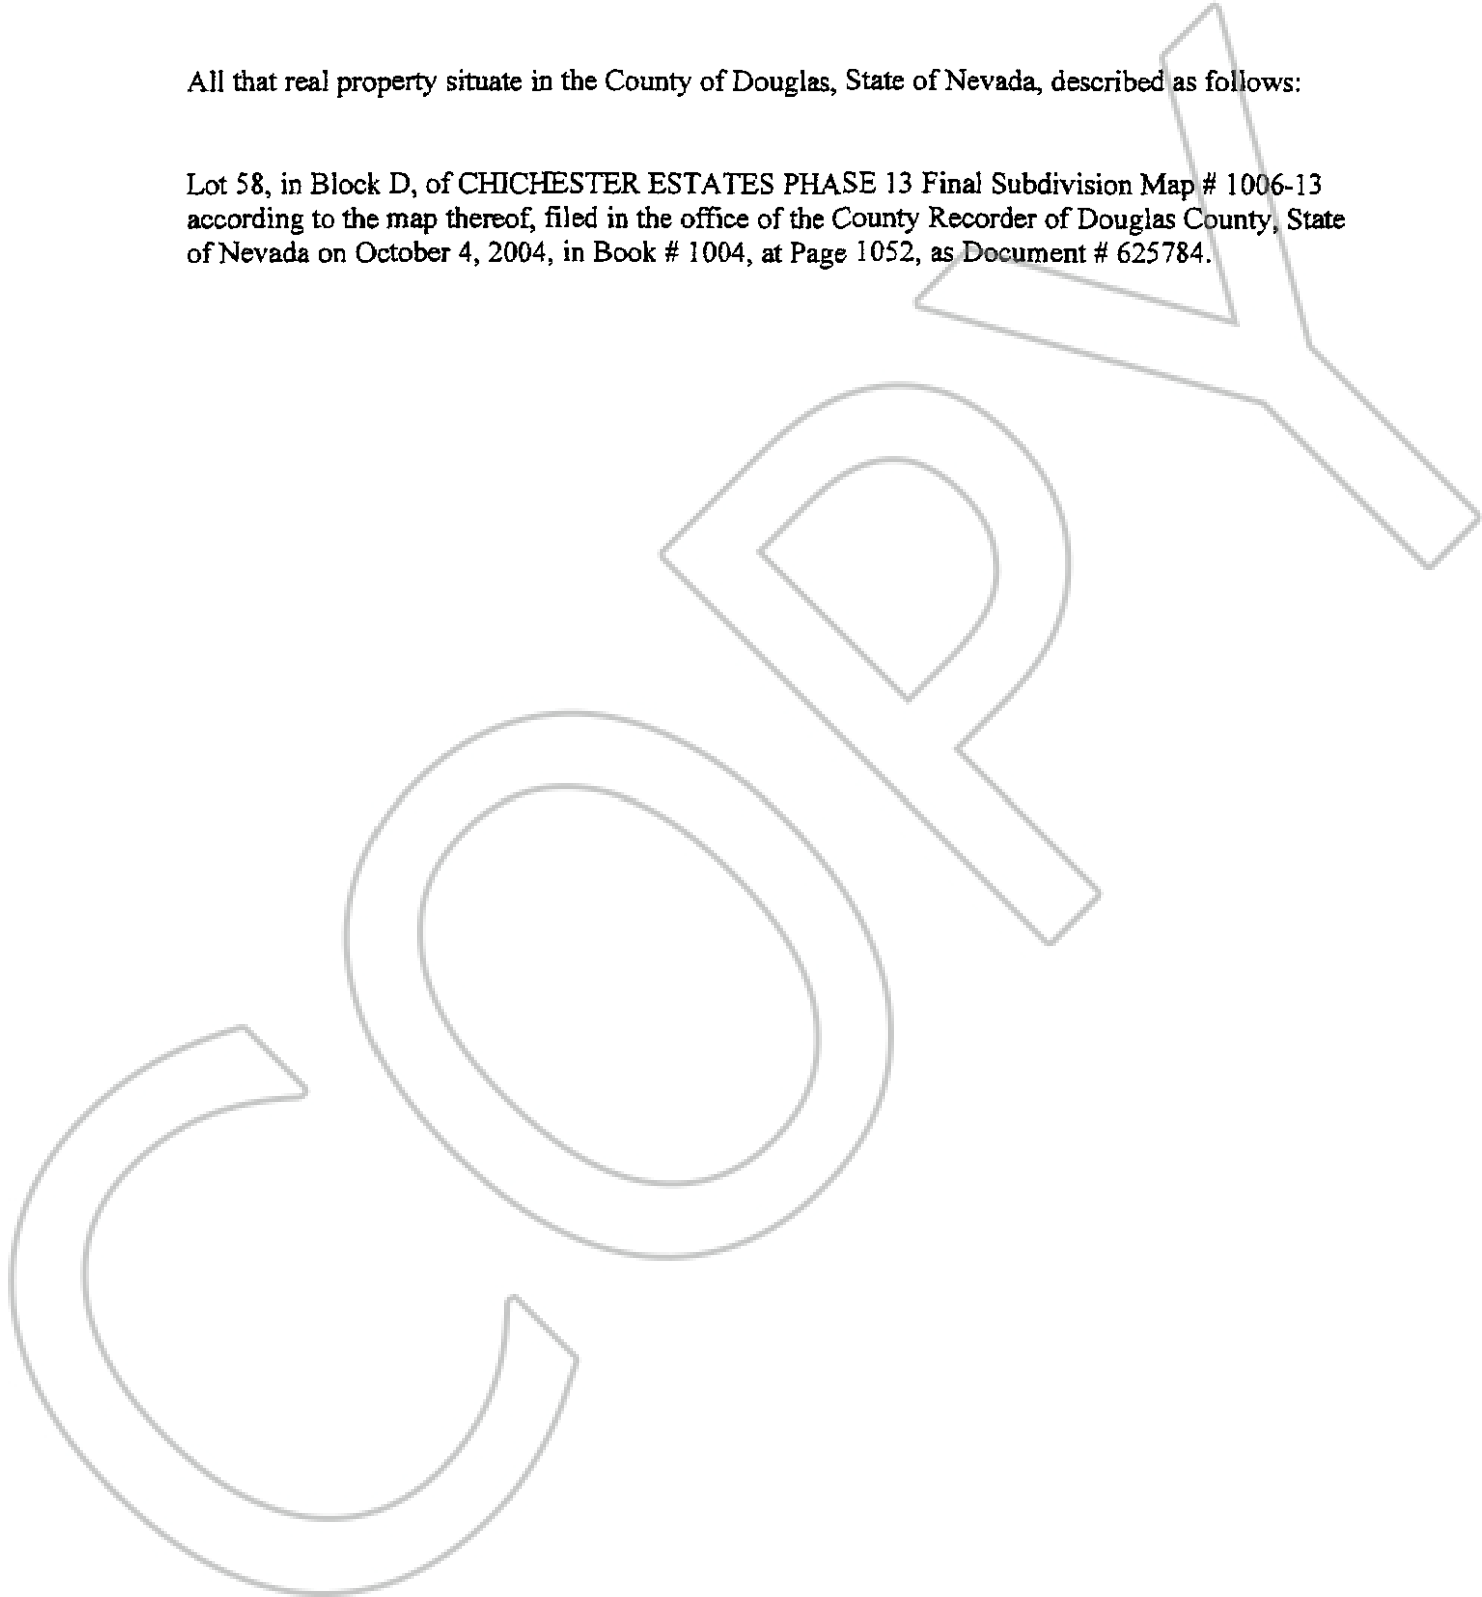 All that real property situate in the County of Douglas, State of Nevada, described as follows:
Lot 58, in Block D, of CHICHESTER ESTATES PHASE 13 Final Subdivision Map # 1006-13
according to the map thereof, filed in the office of the County Recorder of Douglas County, State
of Nevada on October 4, 2004, in Book # 1004, at Page 1052, as Document # 625784.
COPY